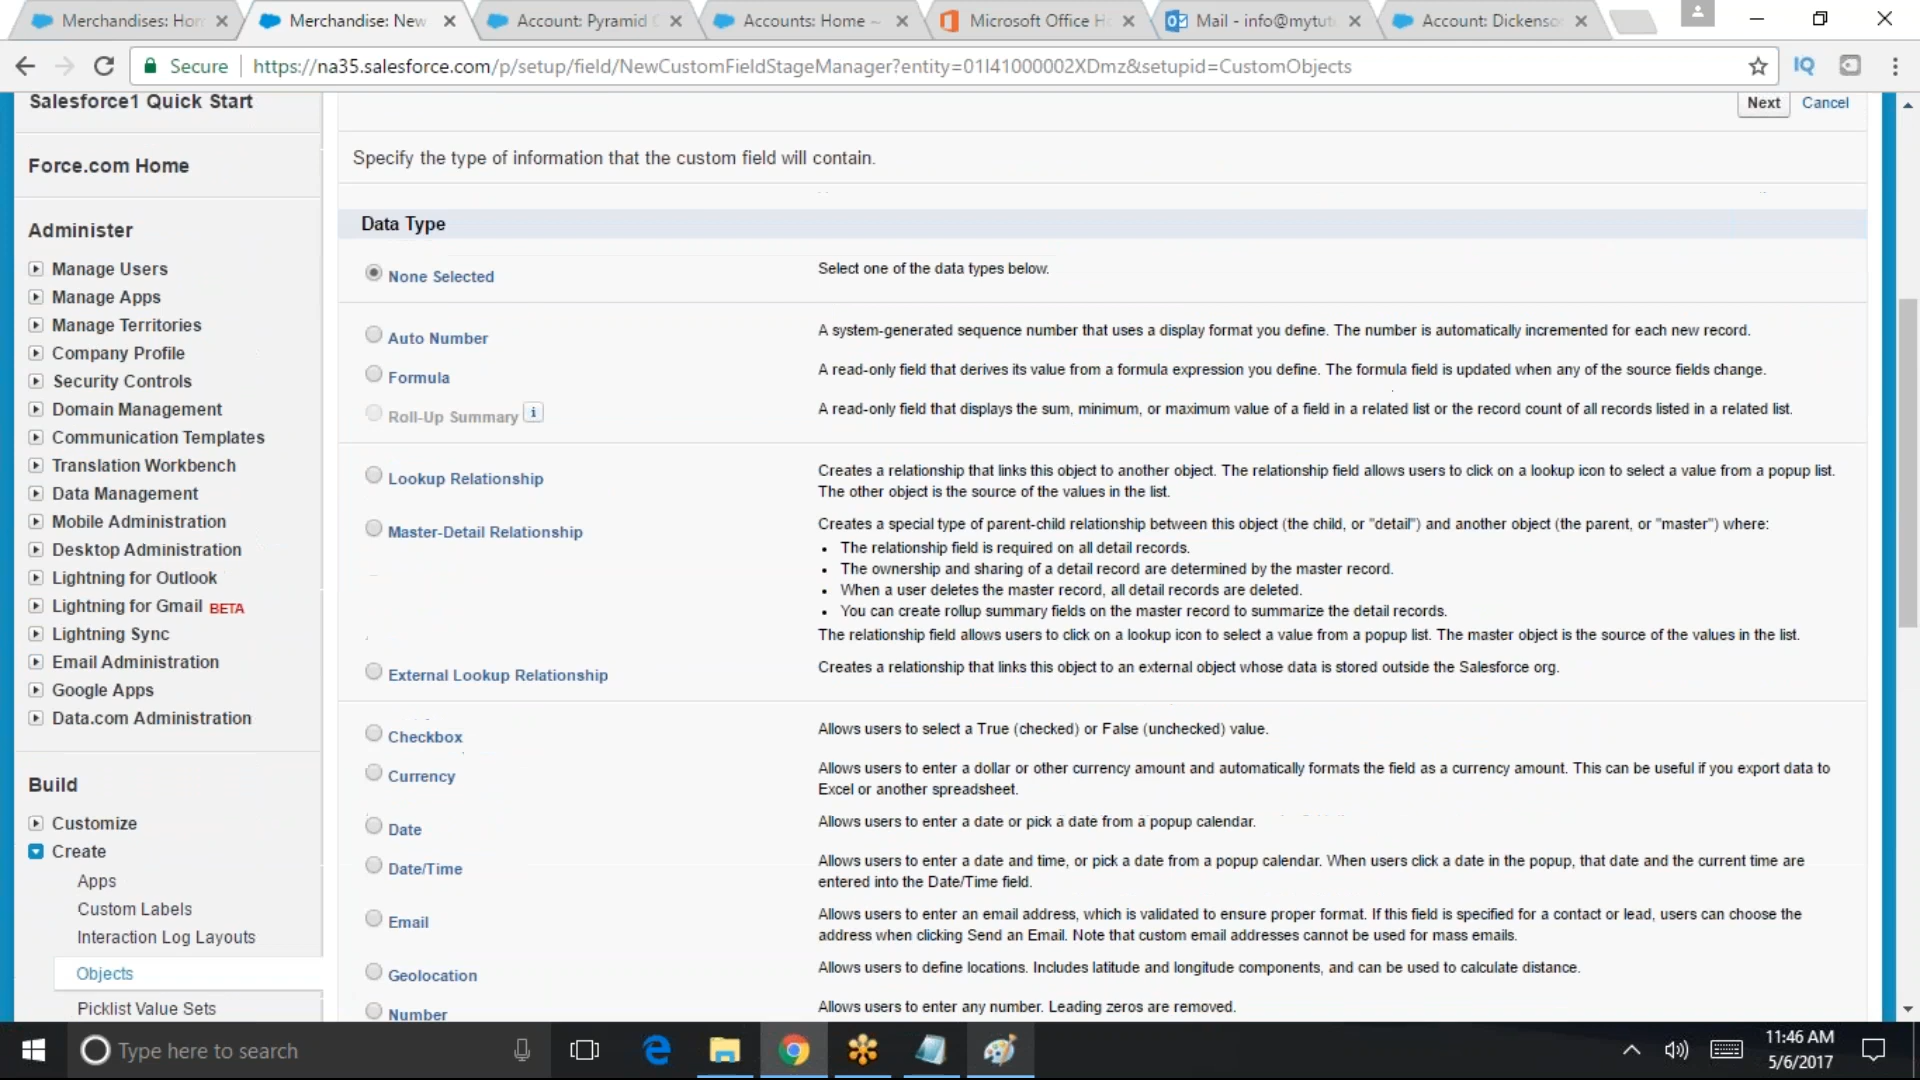 Merchandises: Hom
Merchandise: New
Account: Pyramid
Accounts: Home ~
Microsoft Office H
Mail - info@mytut
Account: Dickenso
Secure
https://na35.salesforce.com/p/setup/field/NewCustomFieldStageManager?entity=01I41000002XDmz&setupid=CustomObjects
IQ
Salesforce1 Quick Start
Force.com Home
Administer
Manage Users
Manage Apps
Manage Territories
Company Profile
Security Controls
Domain Management
Communication Templates
Translation Workbench
Data Management
Mobile Administration
Desktop Administration
Lightning for Outlook
Lightning for Gmail BETA
Lightning Sync
Email Administration
Google Apps
Data.com Administration
Build
Customize
Create
Apps
Custom Labels
Interaction Log Layouts
Objects
Picklist Value Sets
Next Cancel
Specify the type of information that the custom field will contain.
Data Type
None Selected
Select one of the data types below.
Auto Number
A system-generated sequence number that uses a display format you define. The number is automatically incremented for each new record.
Formula
A read-only field that derives its value from a formula expression you define. The formula field is updated when any of the source fields change.
Roll-Up Summary i
A read-only field that displays the sum, minimum, or maximum value of a field in a related list or the record count of all records listed in a related list.
Lookup Relationship
Creates a relationship that links this object to another object. The relationship field allows users to click on a lookup icon to select a value from a popup list.
The other object is the source of the values in the list.
Master-Detail Relationship
Creates a special type of parent-child relationship between this object (the child, or "detail") and another object (the parent, or "master") where:
• The relationship field is required on all detail records.
• The ownership and sharing of a detail record are determined by the master record.
• When a user deletes the master record, all detail records are deleted.
• You can create rollup summary fields on the master record to summarize the detail records.
The relationship field allows users to click on a lookup icon to select a value from a popup list. The master object is the source of the values in the list.
External Lookup Relationship
Creates a relationship that links this object to an external object whose data is stored outside the Salesforce org.
Checkbox
Allows users to select a True (checked) or False (unchecked) value.
Currency
Allows users to enter a dollar or other currency amount and automatically formats the field as a currency amount. This can be useful if you export data to
Excel or another spreadsheet.
Date
Allows users to enter a date or pick a date from a popup calendar.
Date/Time
Allows users to enter a date and time, or pick a date from a popup calendar. When users click a date in the popup, that date and the current time are
entered into the Date/Time field.
Email
Allows users to enter an email address, which is validated to ensure proper format. If this field is specified for a contact or lead, users can choose the
address when clicking Send an Email. Note that custom email addresses cannot be used for mass emails.
Geolocation
Allows users to define locations. Includes latitude and longitude components, and can be used to calculate distance.
Number
Allows users to enter any number. Leading zeros are removed.
Type here to search
11:46 AM
5/6/2017